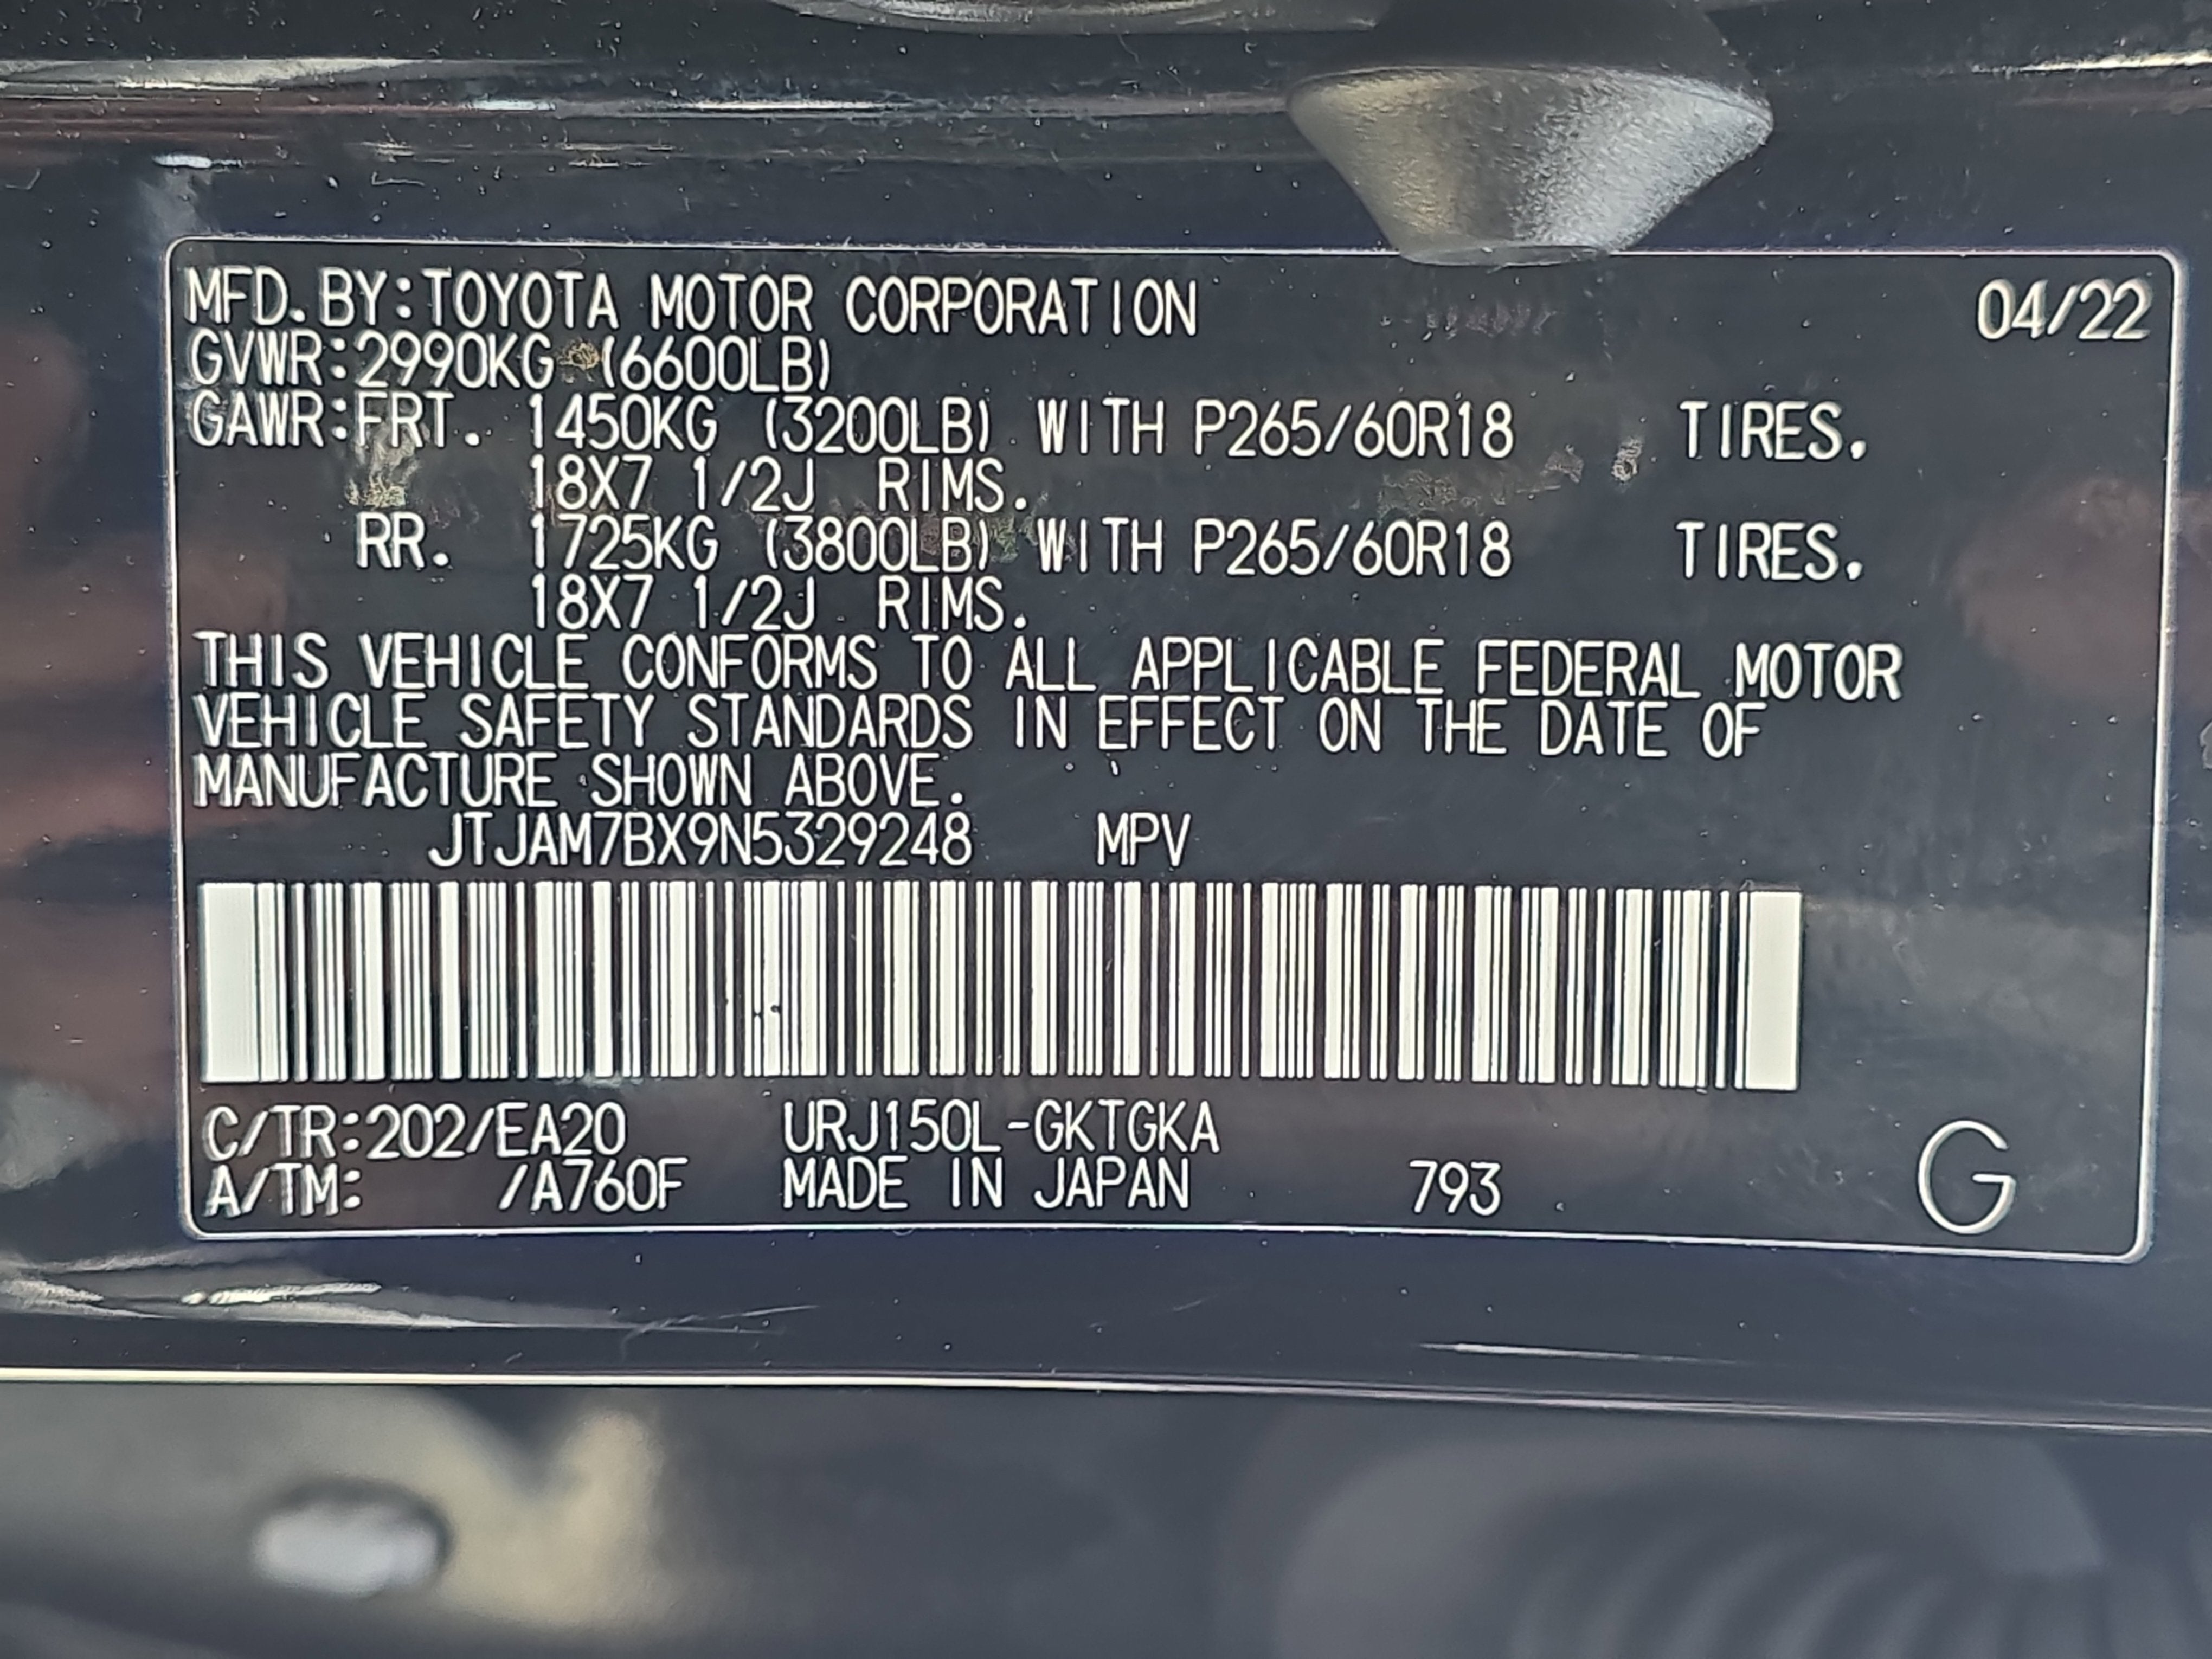 MFD.BY:TOYOTA MOTOR CORPORATION 04/22
GVWR:2990KG (6600LB)
GAWR:FRT. 1450KG (3200LB) WITH P265/60R18 TIRES.
18X7 1/2J RIMS.
RR. 1725KG (3800LB) WITH P265/60R18 TIRES.
18X7 1/2J RIMS.
THIS VEHICLE CONFORMS TO ALL APPLICABLE FEDERAL MOTOR
VEHICLE SAFETY STANDARDS IN EFFECT ON THE DATE OF
MANUFACTURE SHOWN ABOVE.
JTJAM7BX9N5329248 MPV
C/TR:202/EA20 URJ150L-GKTGKA
A/TM: /A760F MADE IN JAPAN 793 G